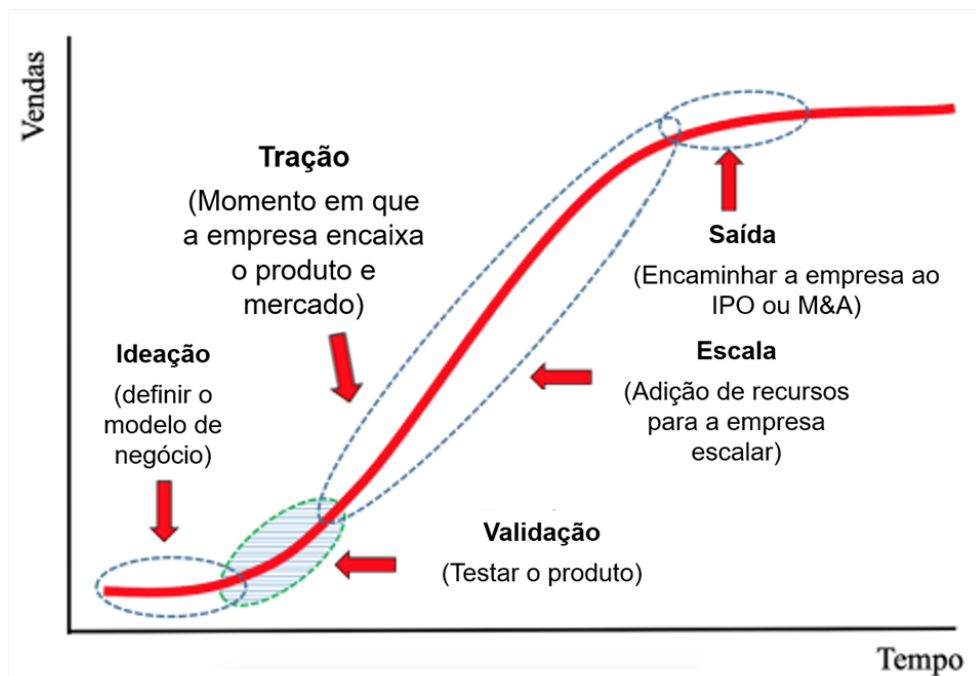 Vendas
Tração
(Momento em que
a empresa encaixa
o produto e
mercado)
Saída
(Encaminhar a empresa ao
IPO ou M&A)
Ideação
(definir o
modelo de
negócio)
Escala
(Adição de recursos
para a empresa
escalar)
Validação
(Testar o produto)
Tempo